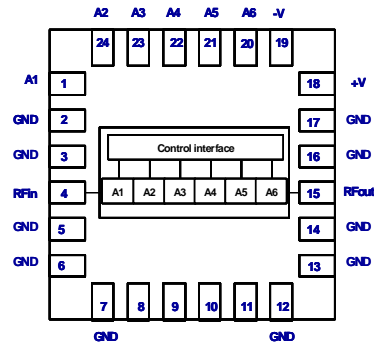 A2 A3 A4 A5 A6 -V
24 23 22 21 20 19
A1 1 18 +V
GND 2 17 GND
GND 3 16 GND
Control interface
RFin 4 A1 A2 A3 A4 A5 A6 15 RFout
GND 5 14 GND
GND 6 13 GND
7 8 9 10 11 12
GND GND